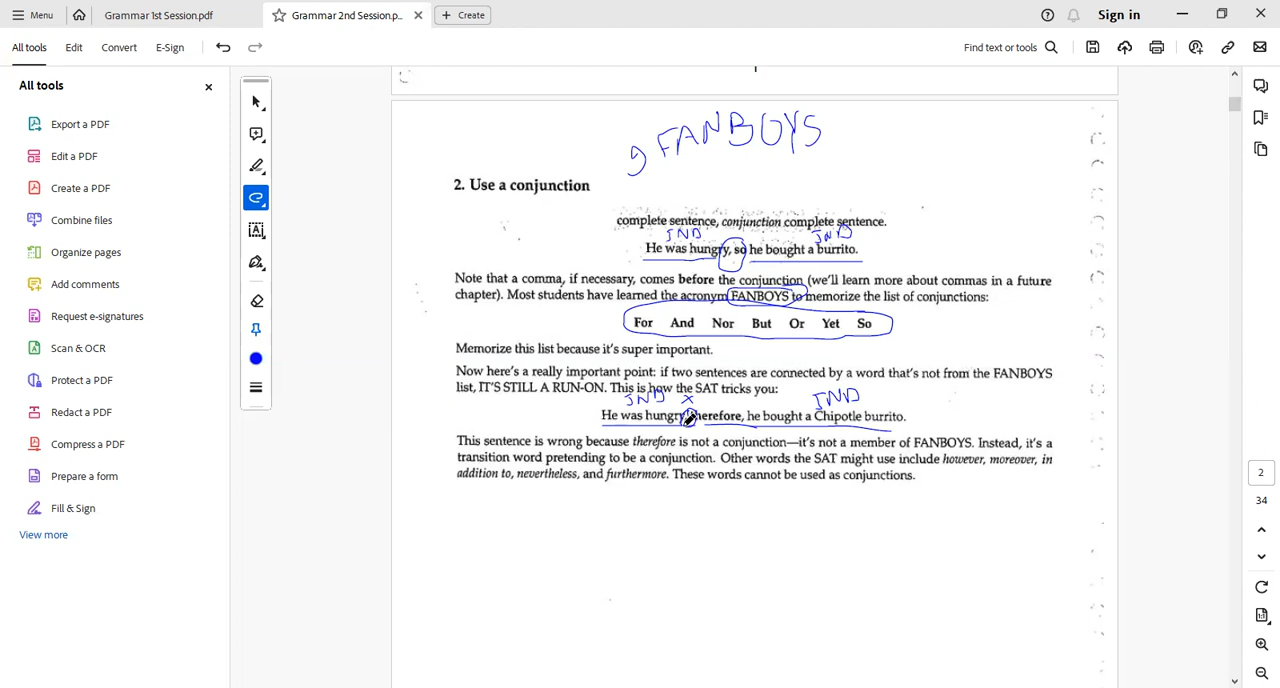 Menu
Grammar 1st Session.pdf
Grammar 2nd Session.p...
Create
Sign in
All tools
Edit
Convert
E-Sign
Find text or tools
All tools
Export a PDF
Edit a PDF
Create a PDF
Combine files
Organize pages
Add comments
Request e-signatures
Scan & OCR
Protect a PDF
Redact a PDF
Compress a PDF
Prepare a form
Fill & Sign
View more
, FANBOYS
2. Use a conjunction
complete sentence, conjunction complete sentence.
IND IND
He was hungry, so he bought a burrito.
Note that a comma, if necessary, comes before the conjunction (we'll learn more about commas in a future
chapter). Most students have learned the acronym FANBOYS to memorize the list of conjunctions:
For And Nor But Or Yet So
Memorize this list because it's super important.
Now here's a really important point: if two sentences are connected by a word that's not from the FANBOYS
list, IT'S STILL A RUN-ON. This is how the SAT tricks you:
IND x IND
He was hungry therefore, he bought a Chipotle burrito.
This sentence is wrong because therefore is not a conjunction—it's not a member of FANBOYS. Instead, it's a
transition word pretending to be a conjunction. Other words the SAT might use include however, moreover, in
addition to, nevertheless, and furthermore. These words cannot be used as conjunctions.
2
34